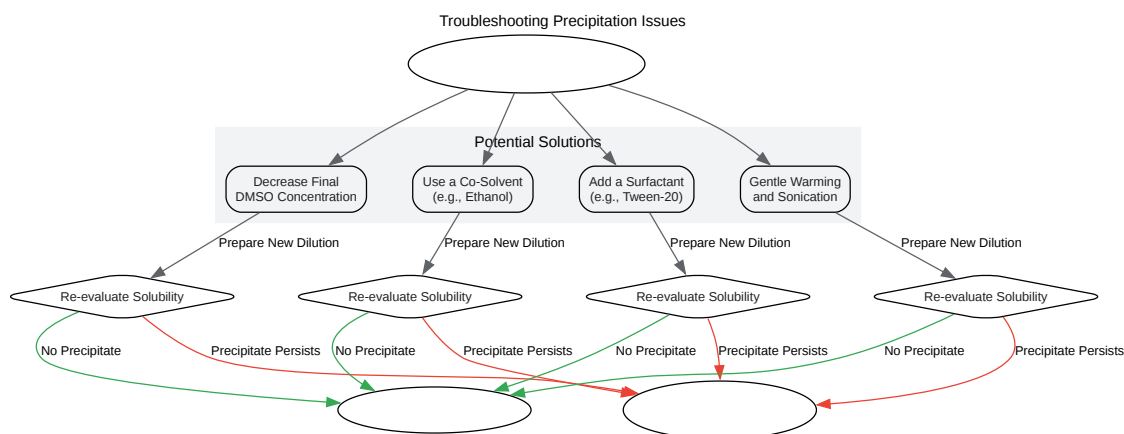 Troubleshooting Precipitation Issues
Potential Solutions
Decrease Final
DMSO Concentration
Use a Co-Solvent
(e.g., Ethanol)
Add a Surfactant
(e.g., Tween-20)
Gentle Warming
and Sonication
Prepare New Dilution
Prepare New Dilution
Prepare New Dilution
Prepare New Dilution
Re-evaluate Solubility
Re-evaluate Solubility
Re-evaluate Solubility
Re-evaluate Solubility
No Precipitate
Precipitate Persists
No Precipitate
Precipitate Persists
No Precipitate
Precipitate Persists
No Precipitate
Precipitate Persists